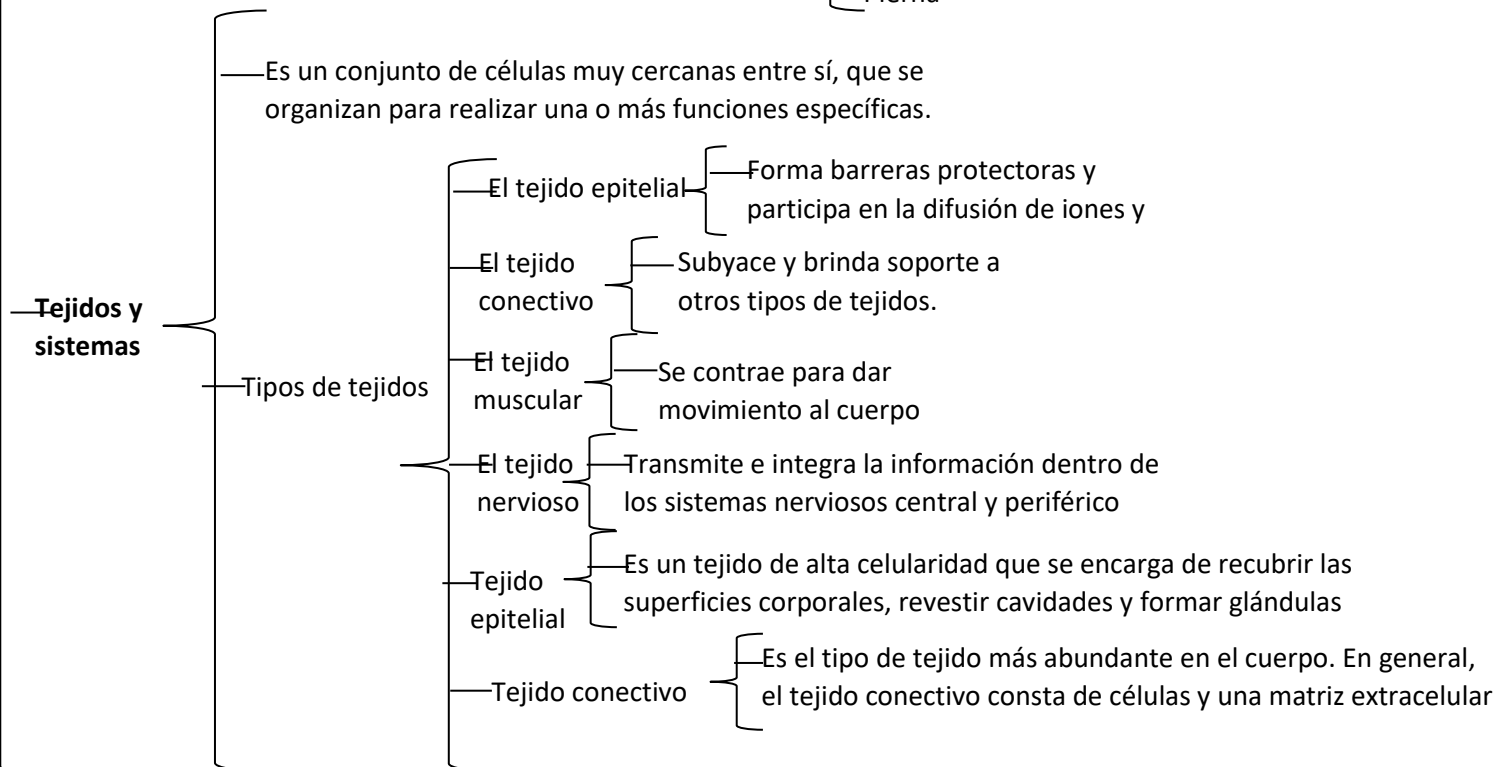 Pierna
Es un conjunto de células muy cercanas entre sí, que se
organizan para realizar una o más funciones específicas.
Tejidos y
sistemas
Tipos de tejidos
El tejido epitelial
Forma barreras protectoras y
participa en la difusión de iones y
El tejido
conectivo
Subyace y brinda soporte a
otros tipos de tejidos.
El tejido
muscular
Se contrae para dar
movimiento al cuerpo
El tejido
nervioso
Transmite e integra la información dentro de
los sistemas nerviosos central y periférico
Tejido
epitelial
Es un tejido de alta celularidad que se encarga de recubrir las
superficies corporales, revestir cavidades y formar glándulas
Tejido conectivo
Es el tipo de tejido más abundante en el cuerpo. En general,
el tejido conectivo consta de células y una matriz extracelular